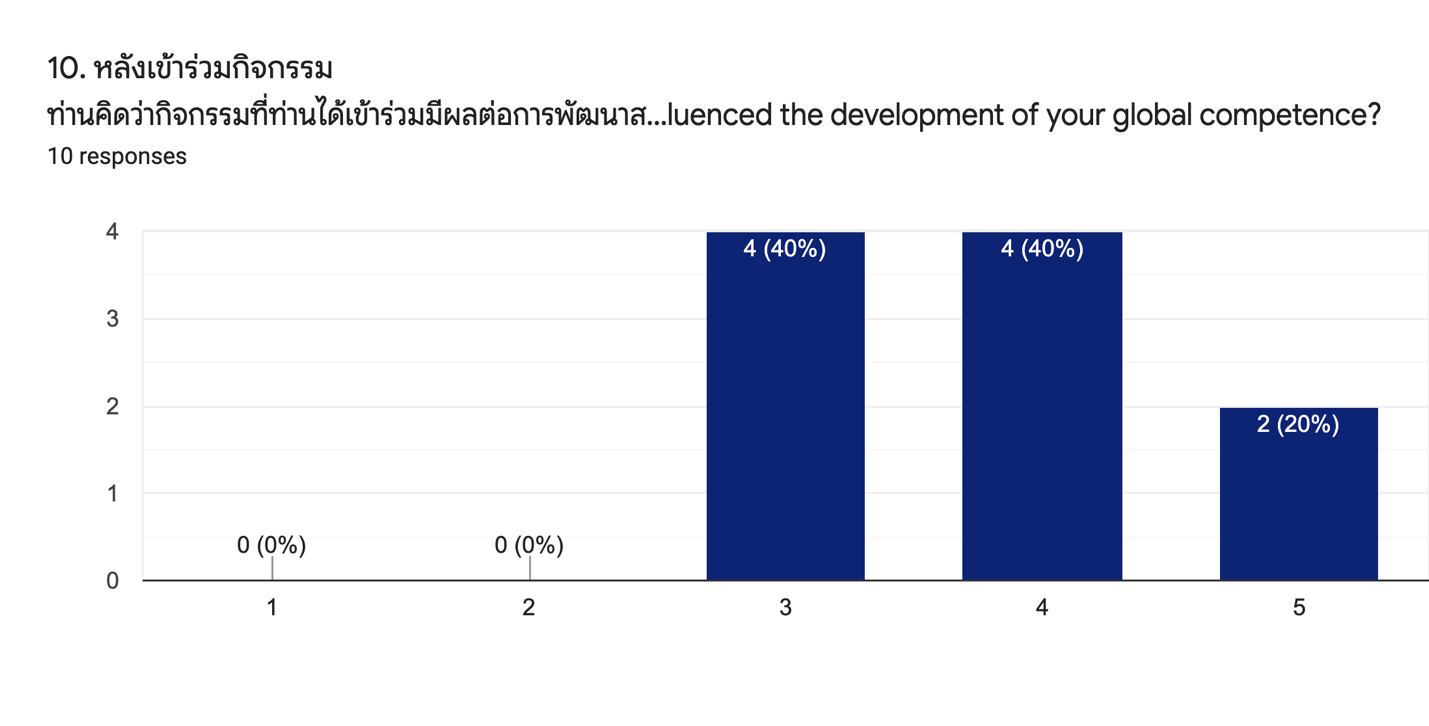 10. หลังเข้าร่วมกิจกรรม
ท่านคิดว่ากิจกรรมที่ท่านได้เข้าร่วมมีผลต่อการพัฒนาส...luenced the development of your global competence?
10 responses
4
4 (40%) 4 (40%)
3
2
2 (20%)
1
0 (0%) 0 (0%)
0
1 2 3 4 5